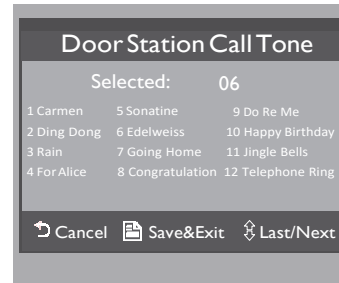 Door Station Call Tone
Selected: 06
1 Carmen 5 Sonatine 9 Do Re Me
2 Ding Dong 6 Edelweiss 10 Happy Birthday
3 Rain 7 Going Home 11 Jingle Bells
4 For Alice 8 Congratulation 12 Telephone Ring
Cancel Save&Exit Last/Next